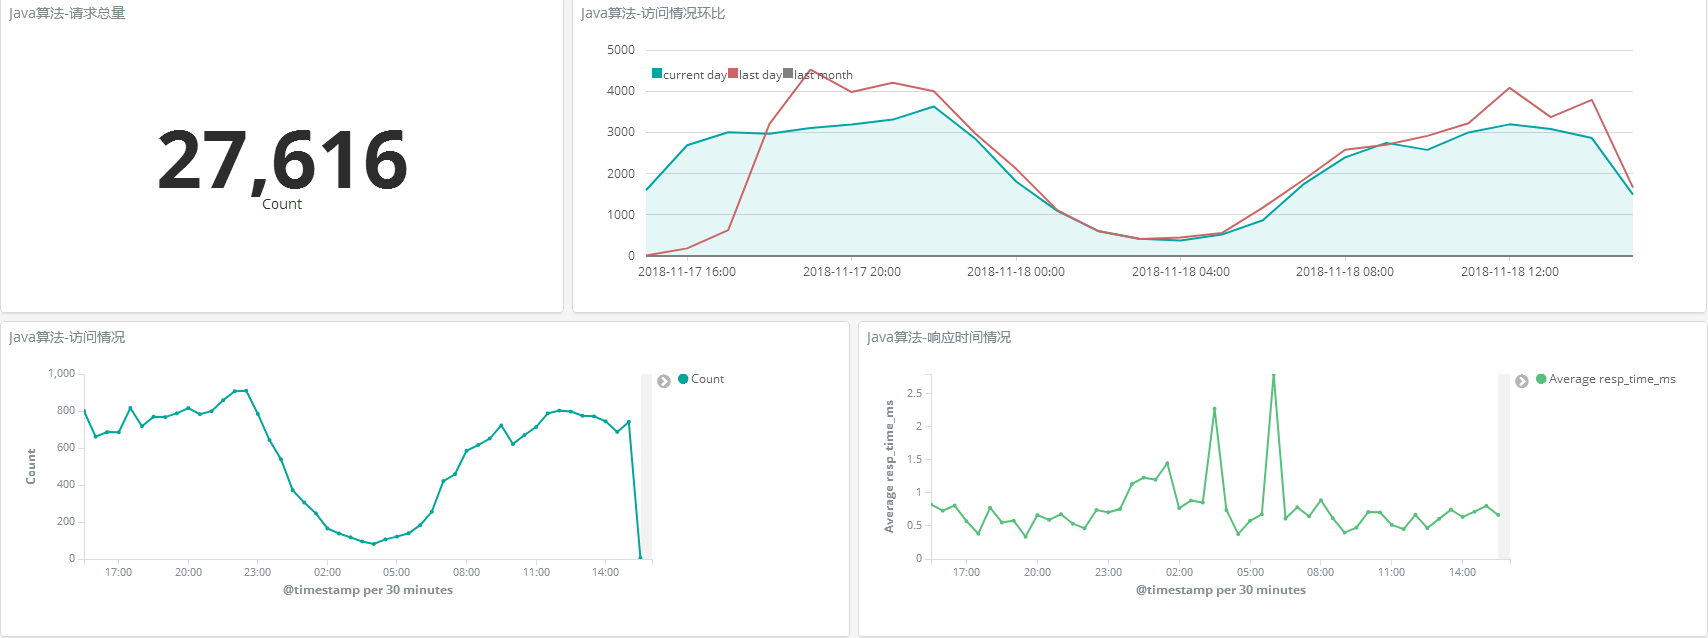 Java算法-请求总量
27,616
Count
Java算法-访问情况环比
5000
current day last day last month
4000
3000
2000
1000
0
2018-11-17 16:00 2018-11-17 20:00 2018-11-18 00:00 2018-11-18 04:00 2018-11-18 08:00 2018-11-18 12:00
Java算法-访问情况
1,000
800
600
400
200
0
Count
17:00 20:00 23:00 02:00 05:00 08:00 11:00 14:00
@timestamp per 30 minutes
Count
Java算法-响应时间情况
2.5
2
1.5
1
0.5
0
Average resp_time_ms
17:00 20:00 23:00 02:00 05:00 08:00 11:00 14:00
@timestamp per 30 minutes
Average resp_time_ms